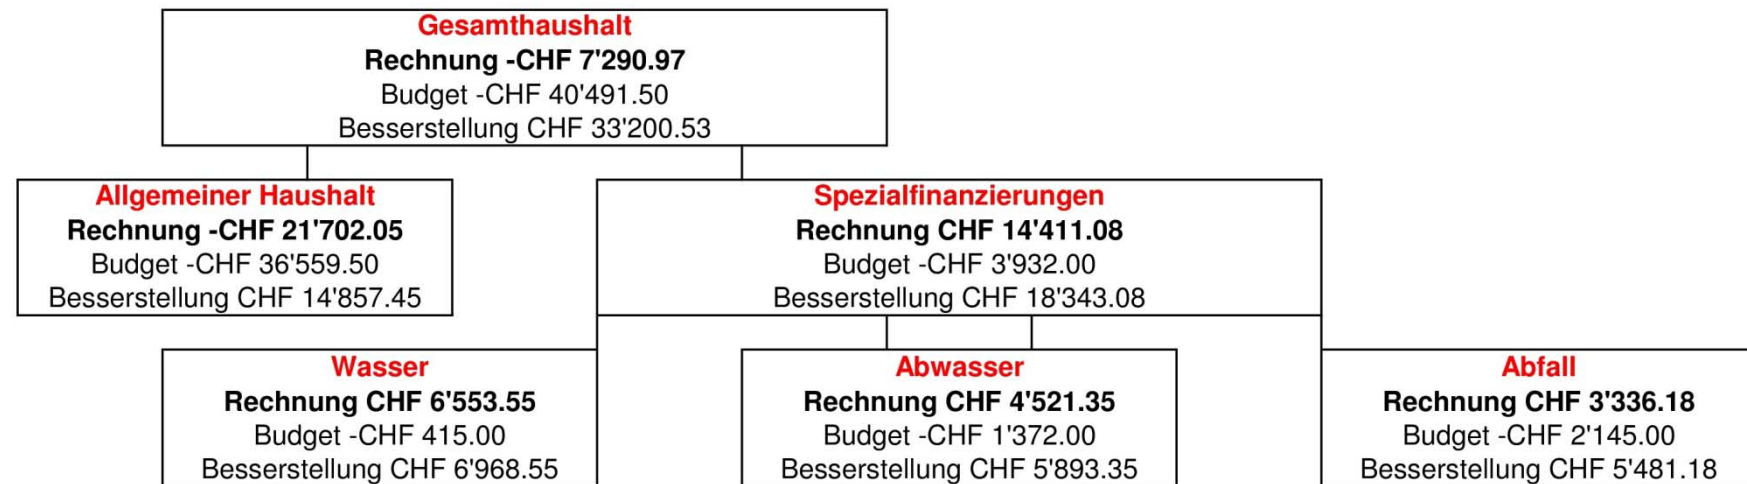 Gesamthaushalt
Rechnung -CHF 7'290.97
Budget -CHF 40'491.50
Besserstellung CHF 33'200.53
Allgemeiner Haushalt
Rechnung -CHF 21'702.05
Budget -CHF 36'559.50
Besserstellung CHF 14'857.45
Spezialfinanzierungen
Rechnung CHF 14'411.08
Budget -CHF 3'932.00
Besserstellung CHF 18'343.08
Wasser
Rechnung CHF 6'553.55
Budget -CHF 415.00
Besserstellung CHF 6'968.55
Abwasser
Rechnung CHF 4'521.35
Budget -CHF 1'372.00
Besserstellung CHF 5'893.35
Abfall
Rechnung CHF 3'336.18
Budget -CHF 2'145.00
Besserstellung CHF 5'481.18